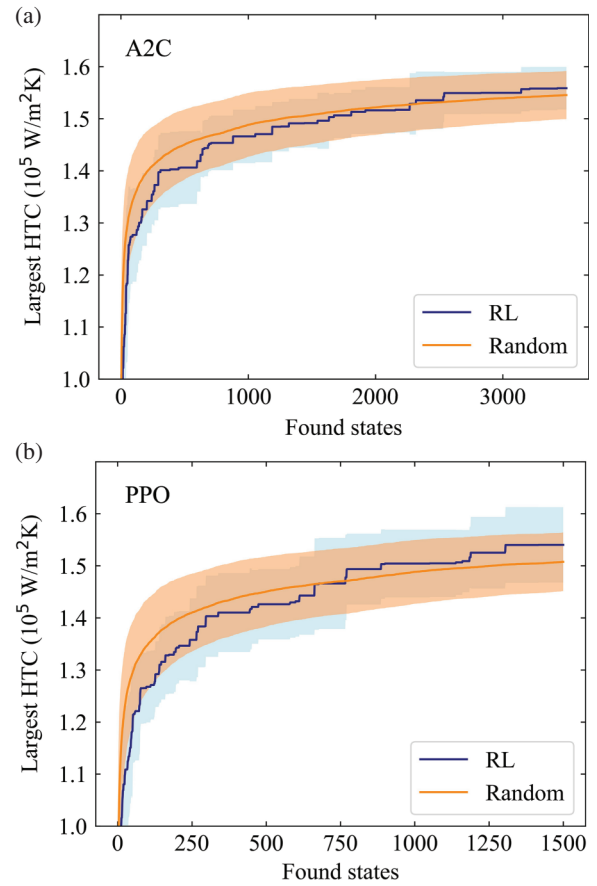 (a)
A2C
Largest HTC (10⁵ W/m²K)
1.6
1.5
1.4
1.3
1.2
1.1
1.0
RL
Random
0 1000 2000 3000
Found states
(b)
PPO
Largest HTC (10⁵ W/m²K)
1.6
1.5
1.4
1.3
1.2
1.1
1.0
RL
Random
0 250 500 750 1000 1250 1500
Found states